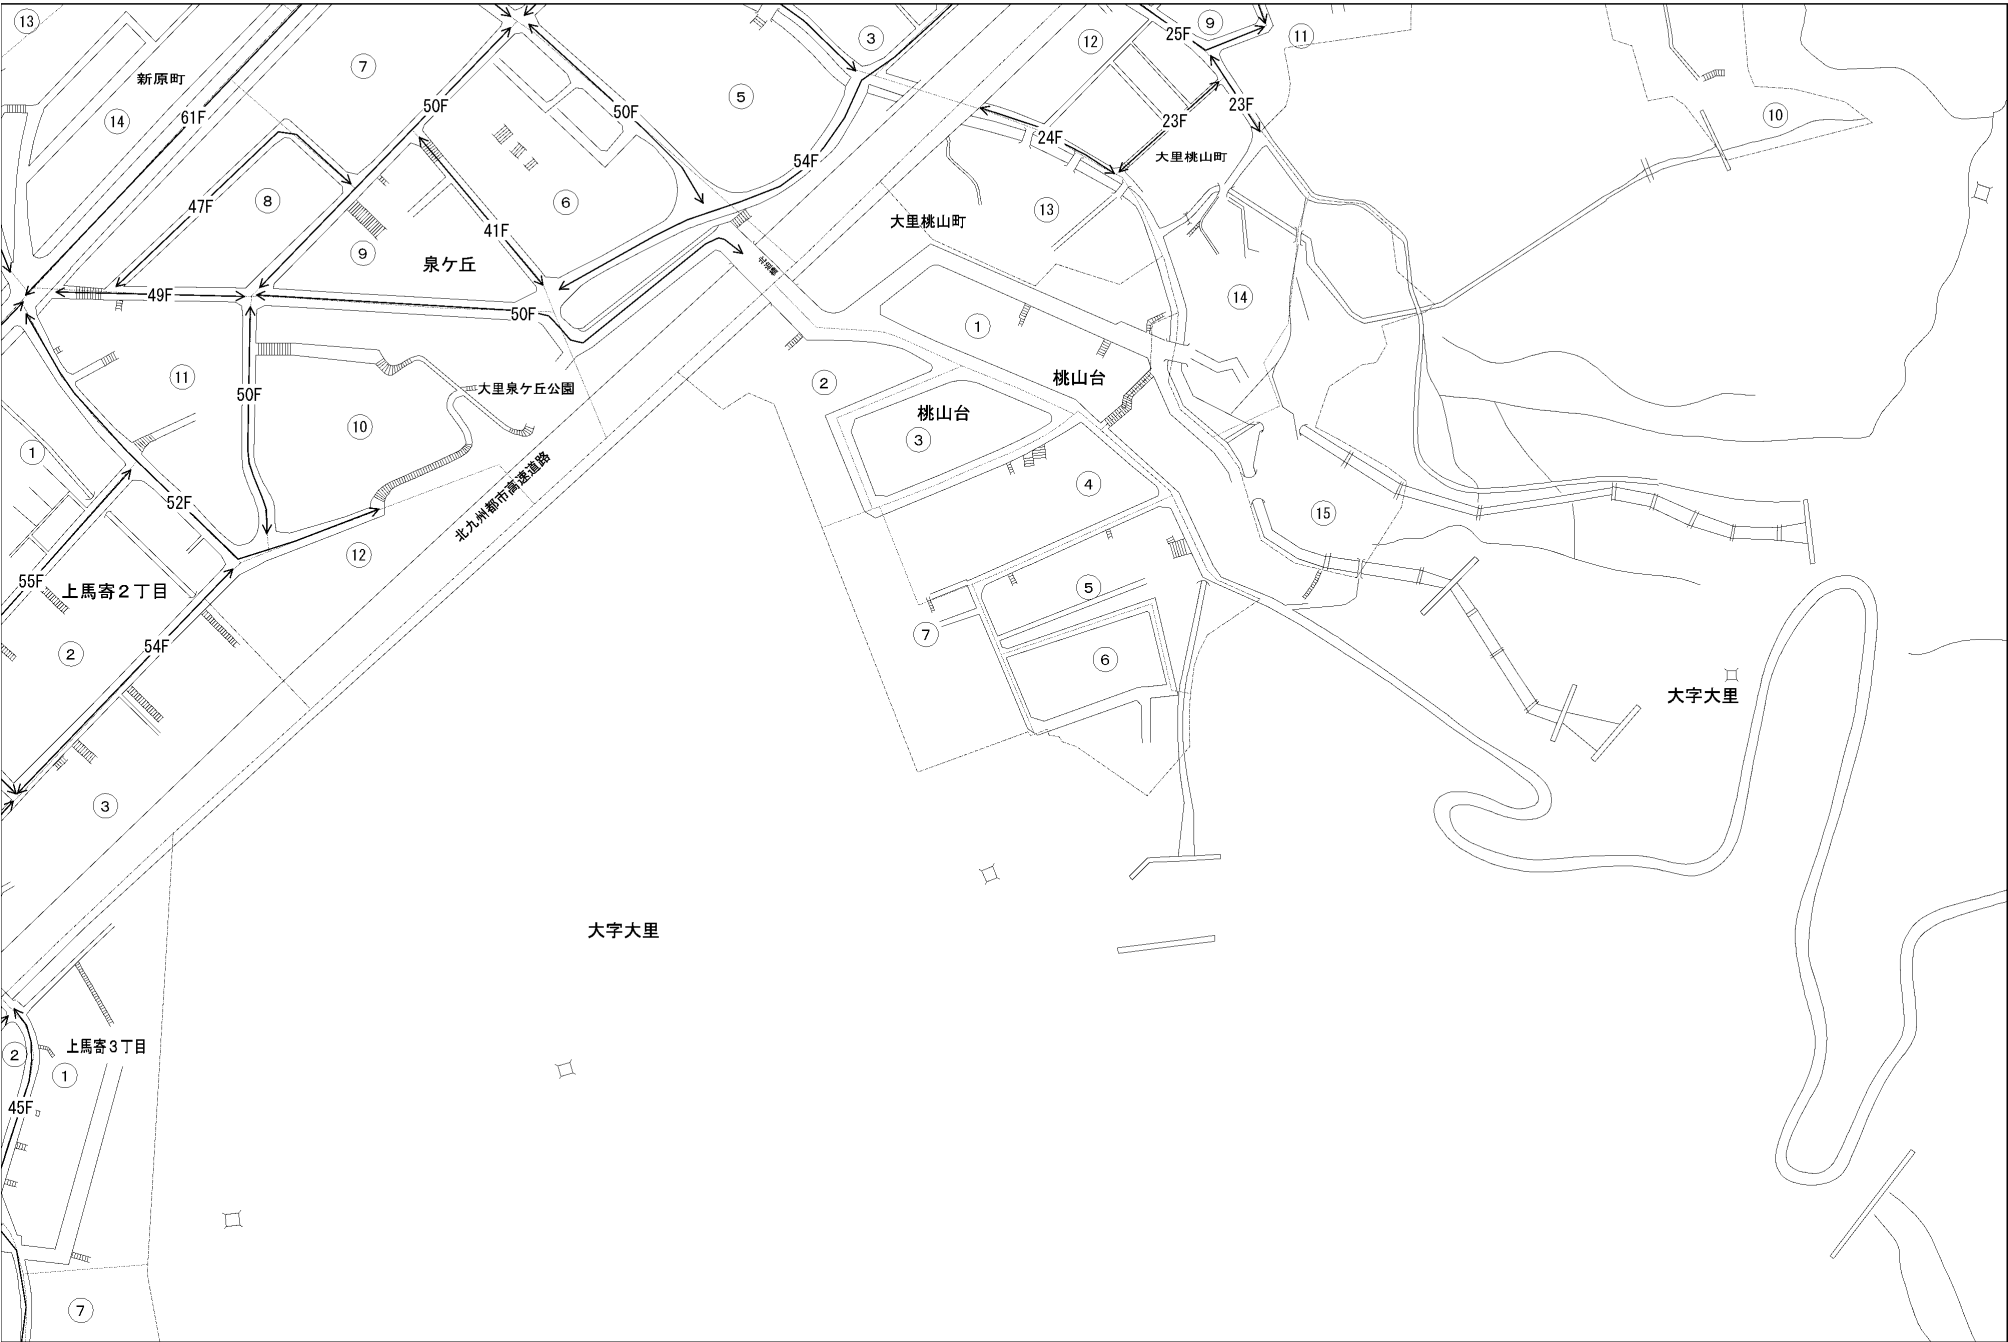 13
新原町
14
61F
7
50F
50F
5
3
12
25F
9
11
10
23F
23F
24F
大里桃山町
54F
47F
8
9
41F
6
泉ケ丘
大里桃山町
13
14
49F
50F
1
11
50F
大里泉ケ丘公園
10
2
桃山台
桃山台
3
1
52F
北九州都市高速道路
4
15
12
55F
上馬寄2丁目
5
7
54F
2
6
大字大里
3
大字大里
2
上馬寄3丁目
1
45F
7